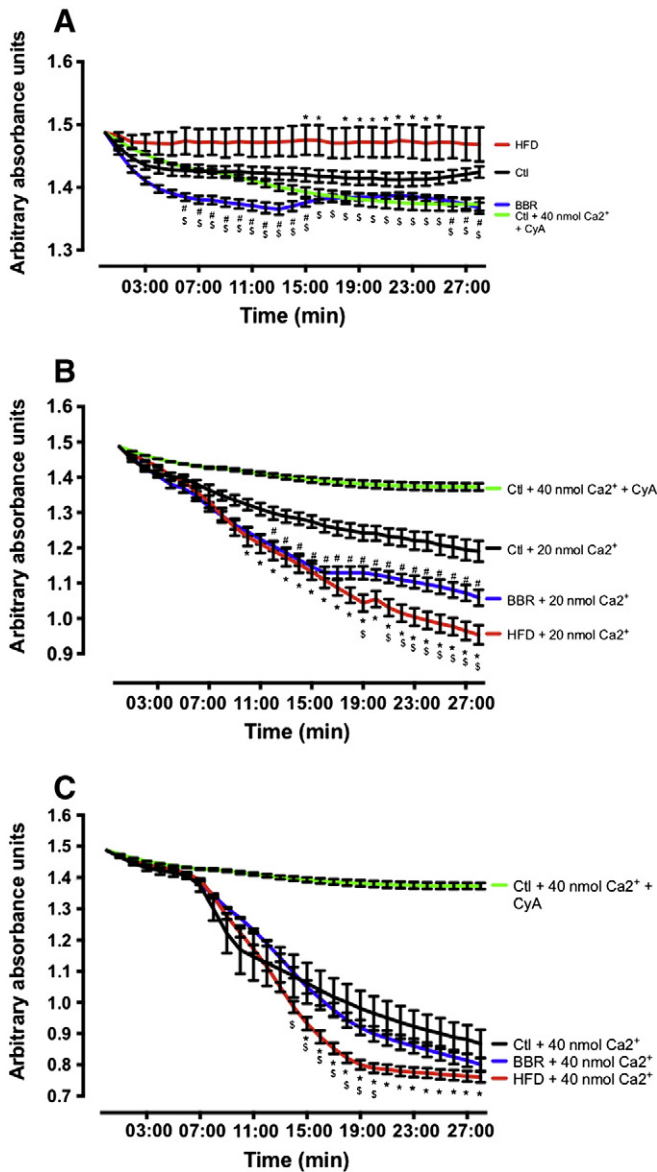 A
Arbitrary absorbance units
1.6
1.5
1.4
1.3
* * * * * * * * * *
HFD
Ctl
BBR
Ctl + 40 nmol Ca2+
+ CyA
# # # # # # # # # # # # #
$ $ $ $ $ $ $ $ $ $ $ $ $ $ $ $ $ $ $ $ $ $ $
03:00 07:00 11:00 15:00 19:00 23:00 27:00
Time (min)
B
Arbitrary absorbance units
1.6
1.5
1.4
1.3
1.2
1.1
1.0
0.9
Ctl + 40 nmol Ca2+ + CyA
Ctl + 20 nmol Ca2+
BBR + 20 nmol Ca2+
HFD + 20 nmol Ca2+
# # # # # # # # # # # # # # # # #
* * * * * * * * * * * * * * * * * * *
$ $ $ $ $ $ $ $
03:00 07:00 11:00 15:00 19:00 23:00 27:00
Time (min)
C
Arbitrary absorbance units
1.6
1.5
1.4
1.3
1.2
1.1
1.0
0.9
0.8
0.7
Ctl + 40 nmol Ca2+ +
CyA
Ctl + 40 nmol Ca2+
BBR + 40 nmol Ca2+
HFD + 40 nmol Ca2+
* * * * * * * * * * * * * *
$ $ $ $ $ $ $
03:00 07:00 11:00 15:00 19:00 23:00 27:00
Time (min)